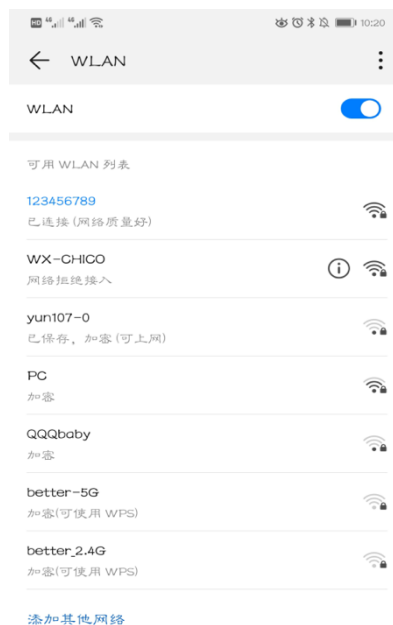 HD 4G 4G 10:20
WLAN
WLAN
可用 WLAN 列表
123456789
已连接 (网络质量好)
WX-CHICO
网络拒绝接入
yun107-0
已保存，加密 (可上网)
PC
加密
QQQbaby
加密
better-5G
加密(可使用 WPS)
better_2.4G
加密(可使用 WPS)
添加其他网络